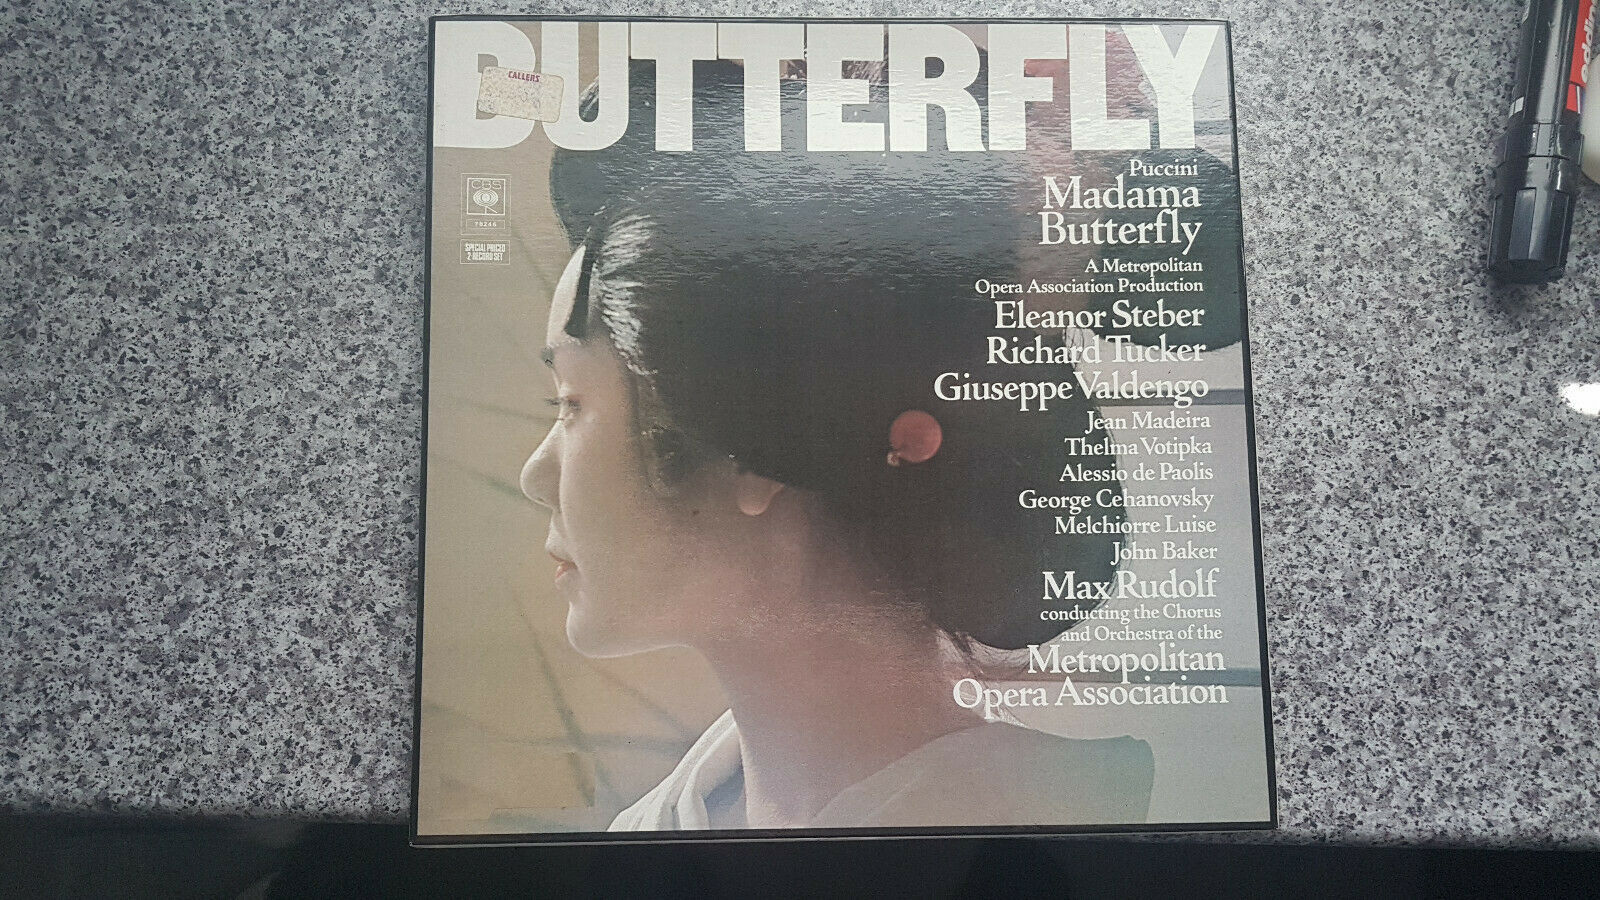 BUTTERFLY
CALLERS
CBS
78246
SPECIAL PRICED
2-RECORD SET
Puccini
Madama
Butterfly
A Metropolitan
Opera Association Production
Eleanor Steber
Richard Tucker
Giuseppe Valdengo
Jean Madeira
Thelma Votipka
Alessio de Paolis
George Cehanovsky
Melchiorre Luise
John Baker
Max Rudolf
conducting the Chorus
and Orchestra of the
Metropolitan
Opera Association